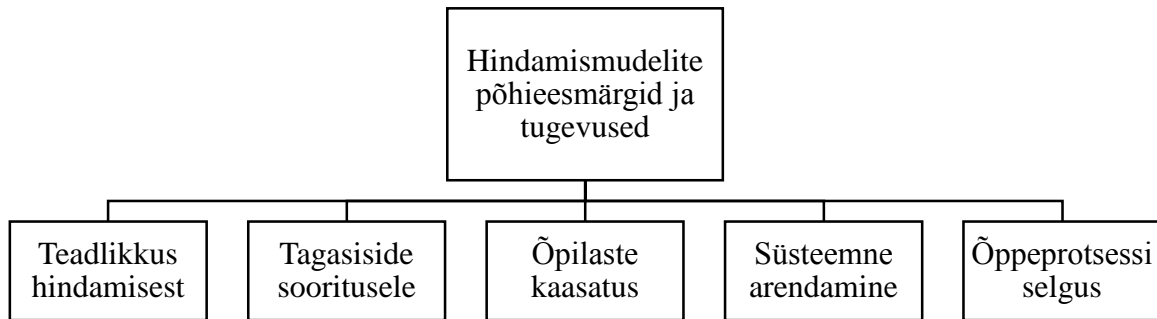 Hindamismudelite
põhieesmärgid ja
tugevused
Teadlikkus
hindamisest
Tagasiside
sooritusele
Õpilaste
kaasatus
Süsteemne
arendamine
Õppeprotsessi
selgus